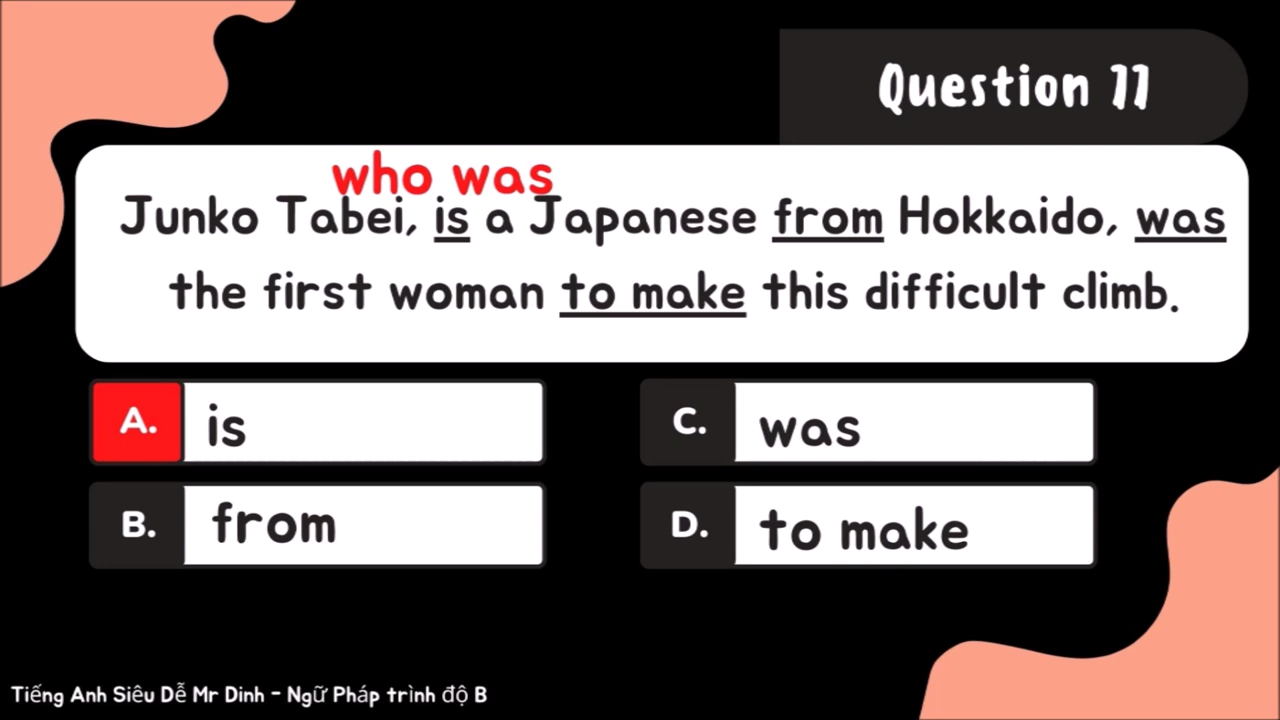 Question 11
who was
Junko Tabei, is a Japanese from Hokkaido, was
the first woman to make this difficult climb.
A. is
C. was
B. from
D. to make
Tiếng Anh Siêu Dễ Mr Dinh - Ngữ Pháp trình độ B